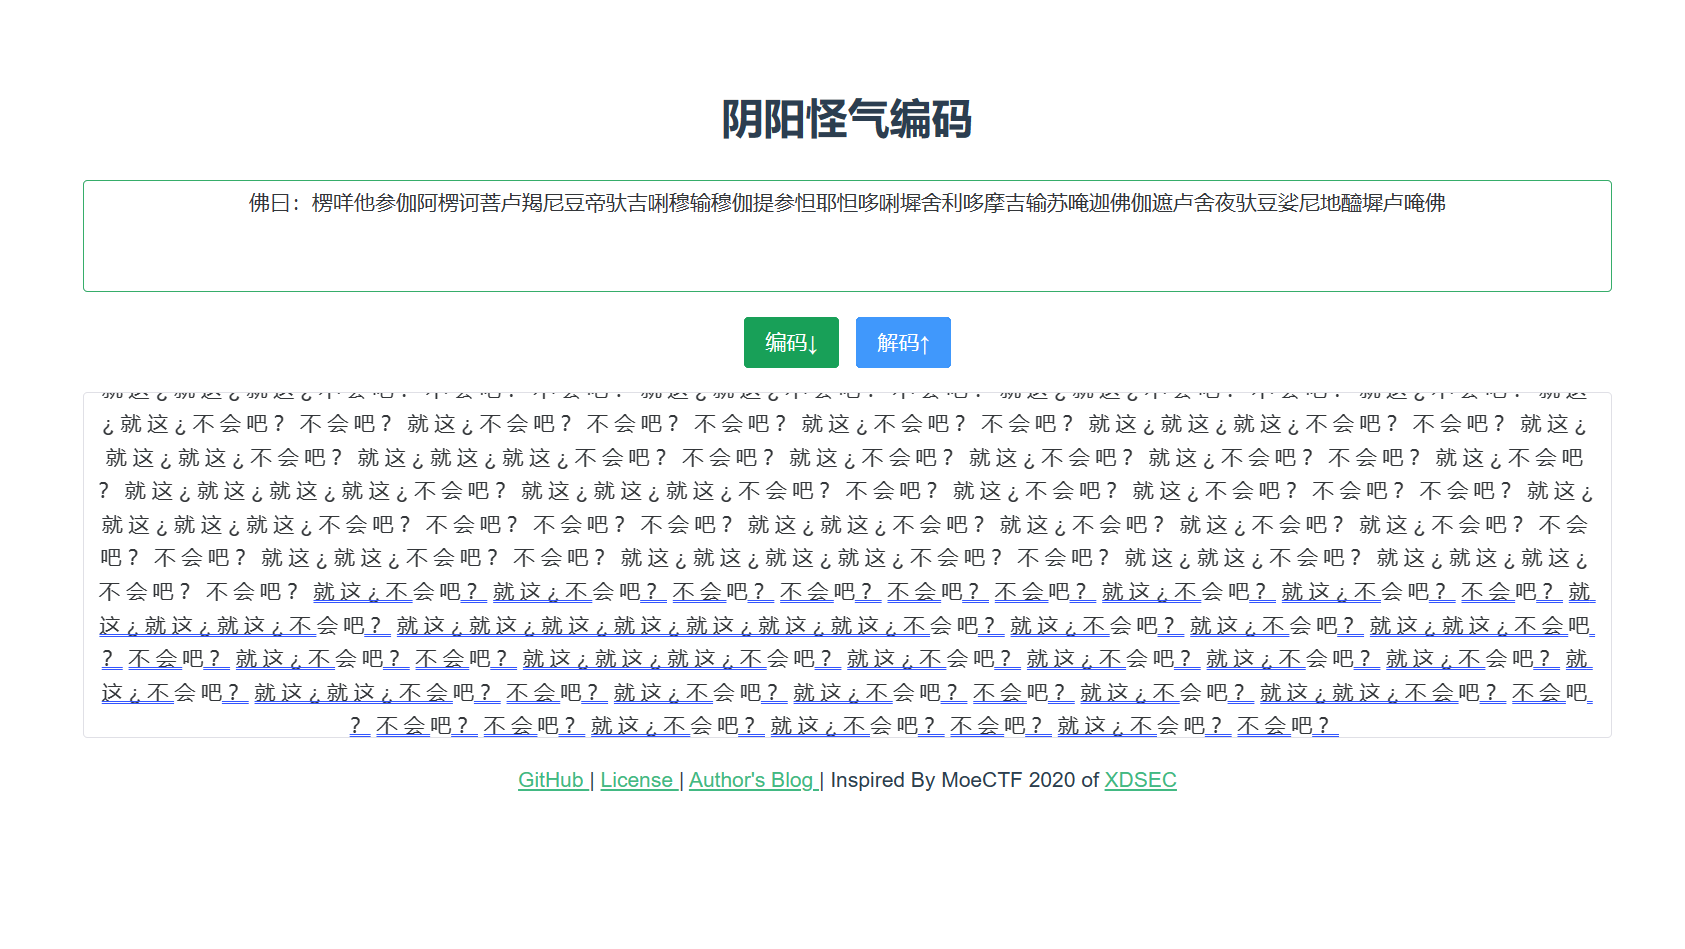 阴阳怪气编码
佛曰：楞咩他参伽阿楞诃菩卢羯尼豆帝驮吉唎穆输穆伽提参怛耶怛哆唎墀舍利哆摩吉输苏唵迦佛伽遮卢舍夜驮豆娑尼地醯墀卢唵佛
编码↓ 解码↑
¿就这¿不会吧？ 不会吧？ 就这¿不会吧？ 不会吧？ 不会吧？ 就这¿不会吧？ 不会吧？ 就这¿就这¿就这¿不会吧？ 不会吧？ 就这¿
就这¿就这¿不会吧？ 就这¿就这¿就这¿不会吧？ 不会吧？ 就这¿不会吧？ 就这¿不会吧？ 就这¿不会吧？ 不会吧？ 就这¿不会吧
？ 就这¿就这¿就这¿就这¿不会吧？ 就这¿就这¿就这¿不会吧？ 不会吧？ 就这¿不会吧？ 就这¿不会吧？ 不会吧？ 不会吧？ 就这¿
就这¿就这¿就这¿不会吧？ 不会吧？ 不会吧？ 不会吧？ 就这¿就这¿不会吧？ 就这¿不会吧？ 就这¿不会吧？ 就这¿不会吧？ 不会
吧？ 不会吧？ 就这¿就这¿不会吧？ 不会吧？ 就这¿就这¿就这¿就这¿不会吧？ 不会吧？ 就这¿就这¿不会吧？ 就这¿就这¿就这¿
不会吧？ 不会吧？ 就这¿不会吧？ 就这¿不会吧？ 不会吧？ 不会吧？ 不会吧？ 不会吧？ 就这¿不会吧？ 就这¿不会吧？ 不会吧？ 就
这¿就这¿就这¿不会吧？ 就这¿就这¿就这¿就这¿就这¿就这¿就这¿不会吧？ 就这¿不会吧？ 就这¿不会吧？ 就这¿就这¿不会吧
？ 不会吧？ 就这¿不会吧？ 不会吧？ 就这¿就这¿就这¿不会吧？ 就这¿不会吧？ 就这¿不会吧？ 就这¿不会吧？ 就这¿不会吧？ 就
这¿不会吧？ 就这¿就这¿不会吧？ 不会吧？ 就这¿不会吧？ 就这¿不会吧？ 不会吧？ 就这¿不会吧？ 就这¿就这¿不会吧？ 不会吧
？ 不会吧？ 不会吧？ 就这¿不会吧？ 就这¿不会吧？ 不会吧？ 就这¿不会吧？ 不会吧？
GitHub | License | Author's Blog | Inspired By MoeCTF 2020 of XDSEC